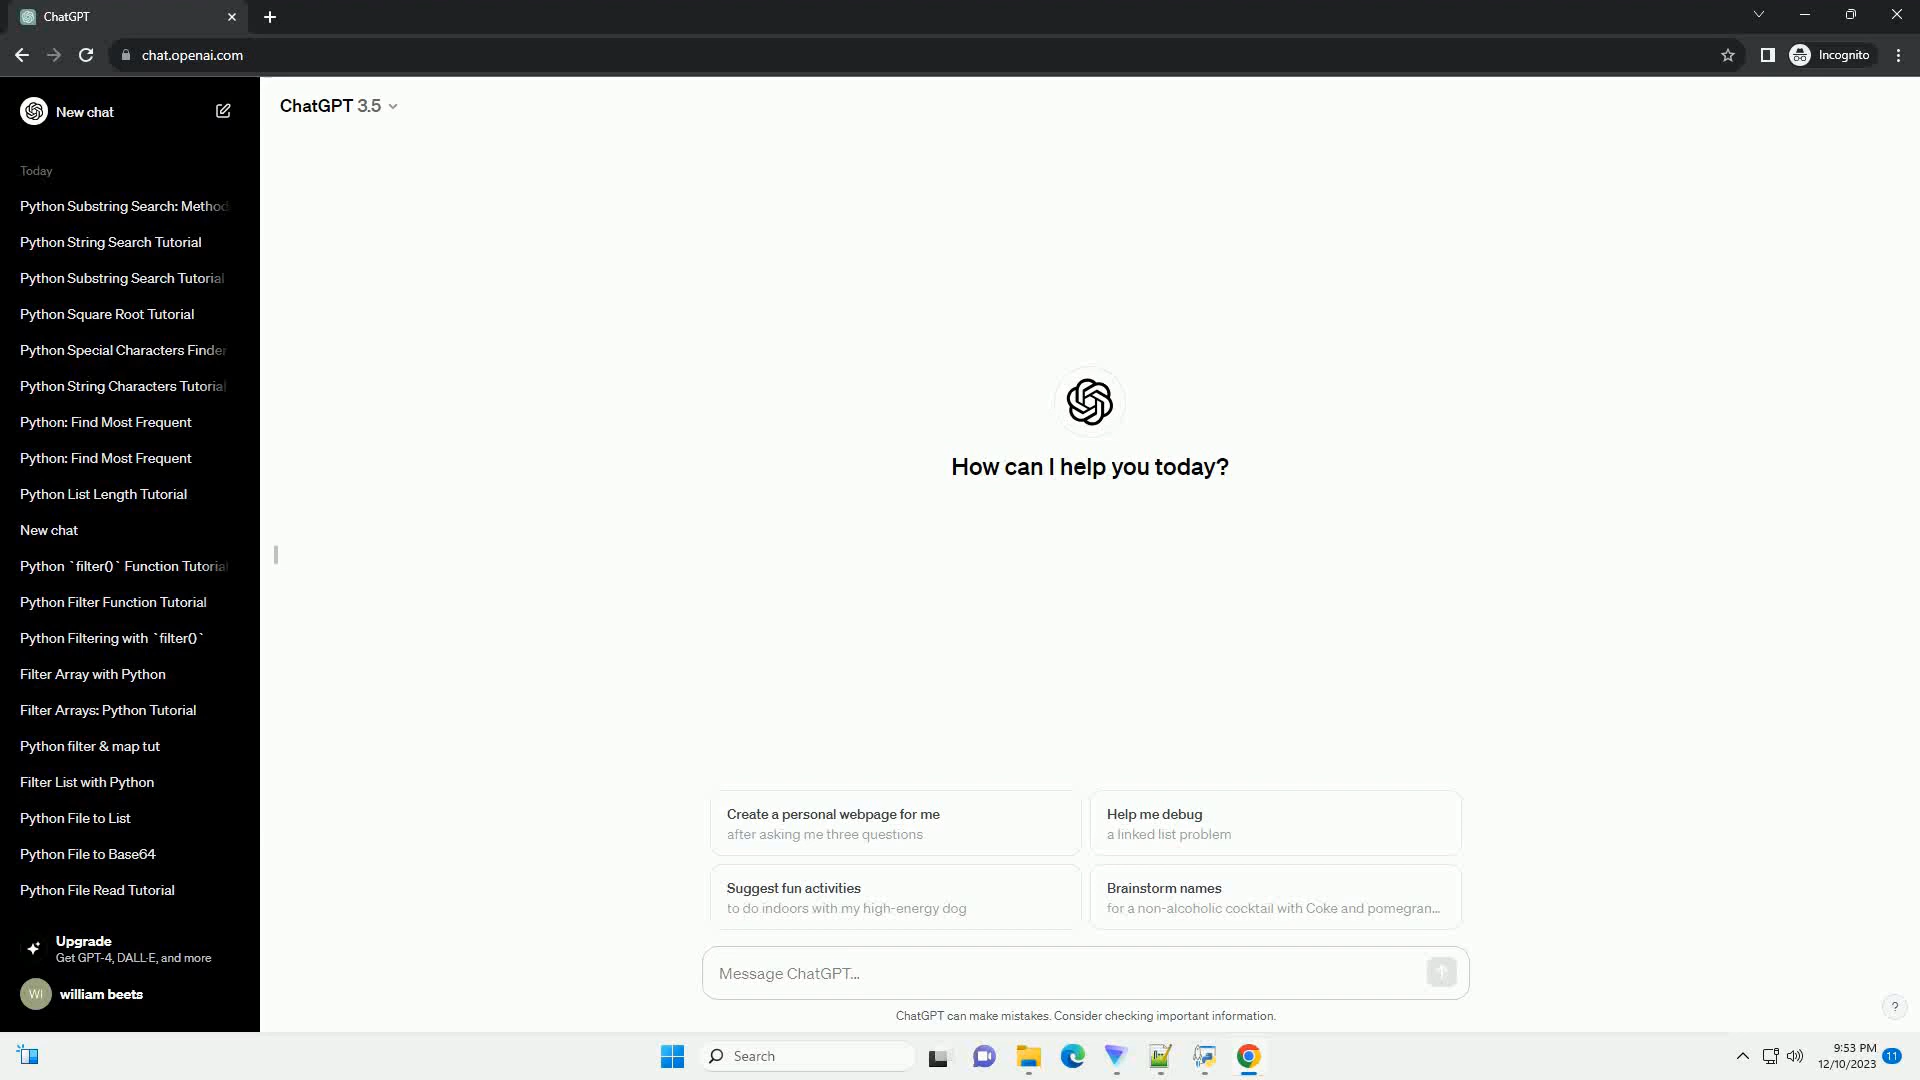 ChatGPT
chat.openai.com
Incognito
New chat
ChatGPT 3.5
Today
Python Substring Search: Method
Python String Search Tutorial
Python Substring Search Tutorial
Python Square Root Tutorial
Python Special Characters Finder
Python String Characters Tutorial
Python: Find Most Frequent
Python: Find Most Frequent
Python List Length Tutorial
New chat
Python `filter()` Function Tutorial
Python Filter Function Tutorial
Python Filtering with `filter()`
Filter Array with Python
Filter Arrays: Python Tutorial
Python filter & map tut
Filter List with Python
Python File to List
Python File to Base64
Python File Read Tutorial
Upgrade
Get GPT-4, DALL·E, and more
WI
william beets
How can I help you today?
Create a personal webpage for me
after asking me three questions
Help me debug
a linked list problem
Suggest fun activities
to do indoors with my high-energy dog
Brainstorm names
for a non-alcoholic cocktail with Coke and pomegran...
Message ChatGPT...
ChatGPT can make mistakes. Consider checking important information.
?
Search
9:53 PM
12/10/2023
11